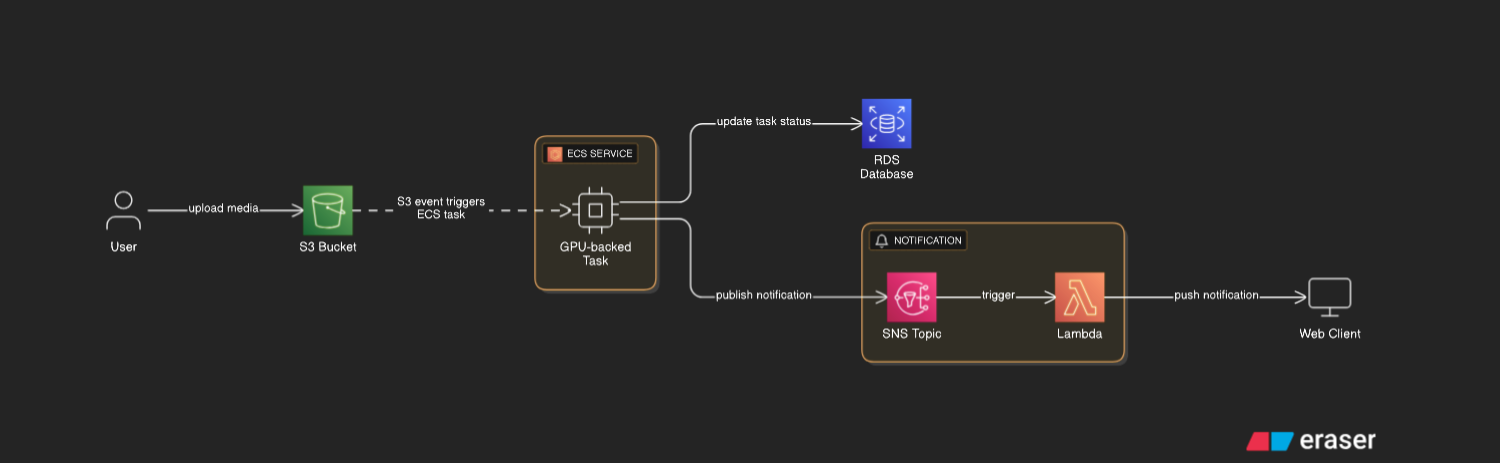 User
upload media
S3 Bucket
S3 event triggers
ECS task
ECS SERVICE
GPU-backed
Task
update task status
RDS
Database
publish notification
NOTIFICATION
SNS Topic
trigger
Lambda
push notification
Web Client
eraser